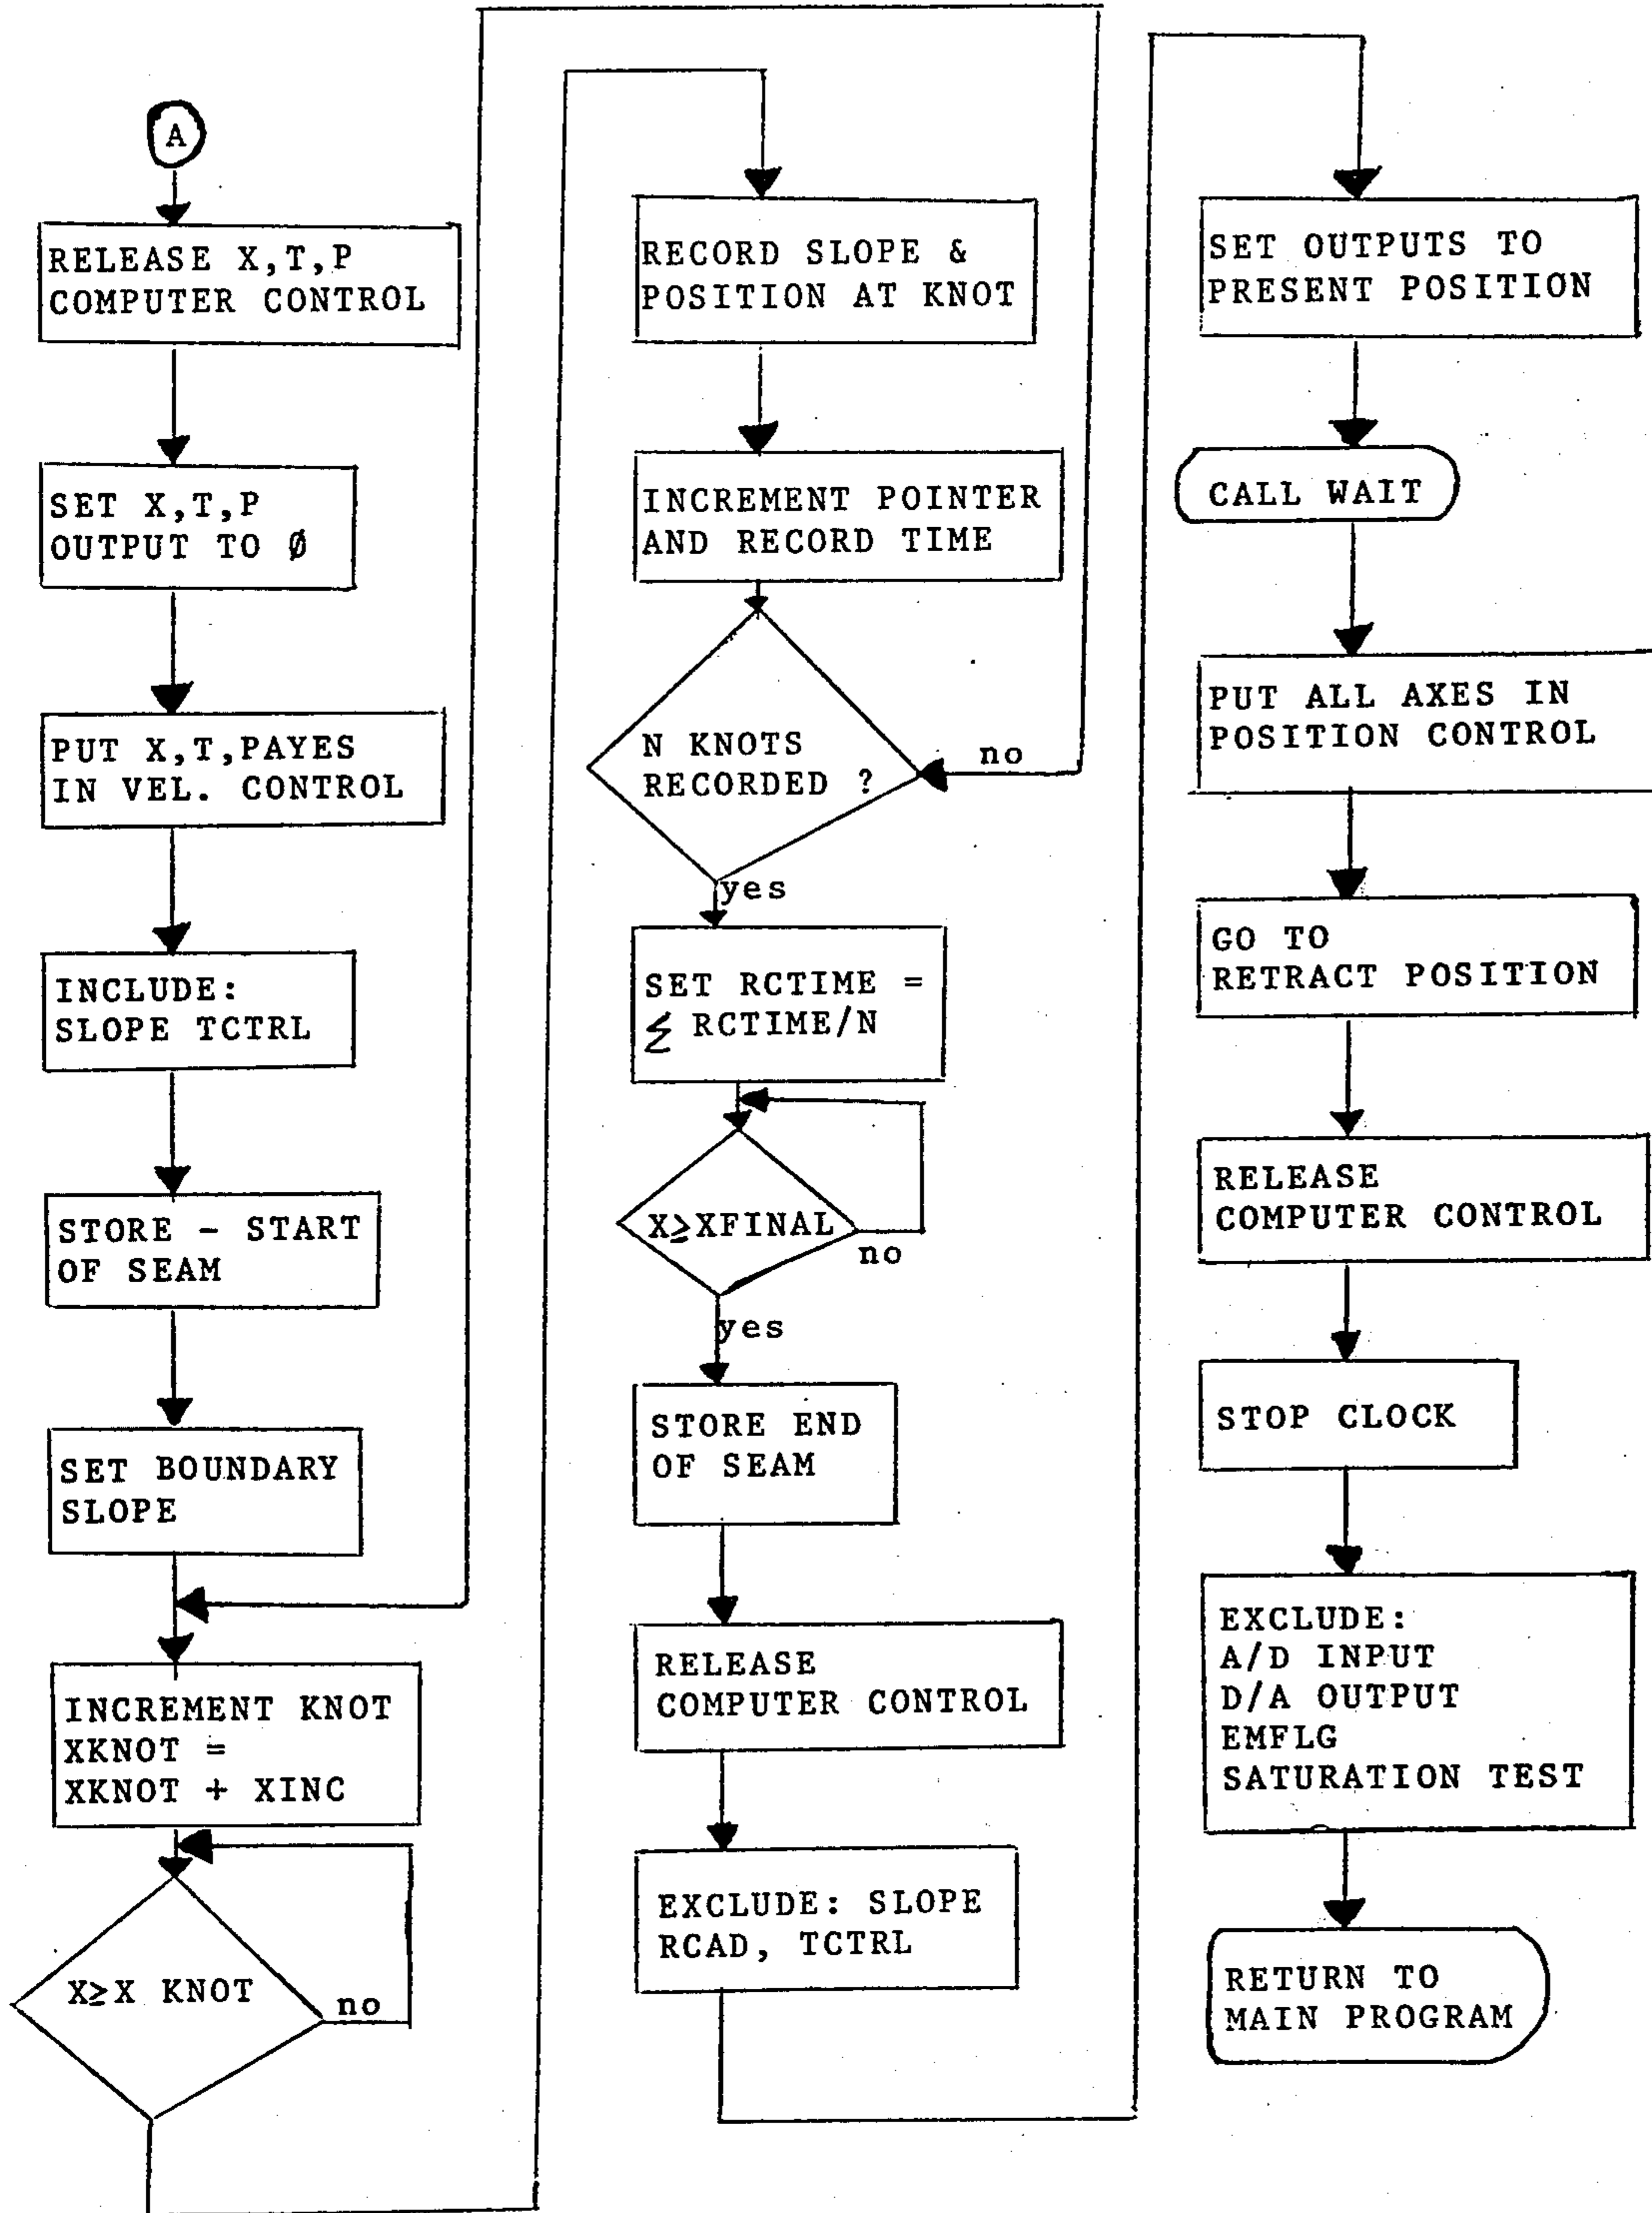 A
RELEASE X,T,P
COMPUTER CONTROL
SET X,T,P
OUTPUT TO Ø
PUT X,T,PAYES
IN VEL. CONTROL
INCLUDE:
SLOPE TCTRL
STORE - START
OF SEAM
SET BOUNDARY
SLOPE
INCREMENT KNOT
XKNOT =
XKNOT + XINC
X≥X KNOT
no
RECORD SLOPE &
POSITION AT KNOT
INCREMENT POINTER
AND RECORD TIME
N KNOTS
RECORDED ?
no
yes
SET RCTIME =
∑ RCTIME/N
X≥XFINAL
no
yes
STORE END
OF SEAM
RELEASE
COMPUTER CONTROL
EXCLUDE: SLOPE
RCAD, TCTRL
SET OUTPUTS TO
PRESENT POSITION
CALL WAIT
PUT ALL AXES IN
POSITION CONTROL
GO TO
RETRACT POSITION
RELEASE
COMPUTER CONTROL
STOP CLOCK
EXCLUDE:
A/D INPUT
D/A OUTPUT
EMFLG
SATURATION TEST
RETURN TO
MAIN PROGRAM